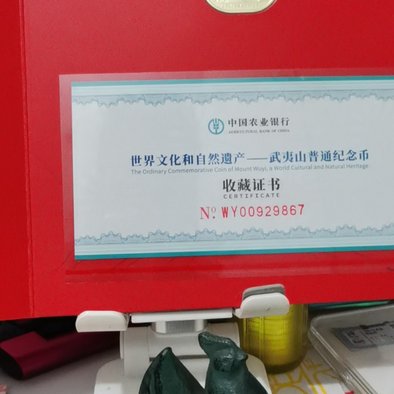 中国农业银行
AGRICULTURAL BANK OF CHINA
世界文化和自然遗产——武夷山普通纪念币
The Ordinary Commemorative Coin of Mount Wuyi, a World Cultural and Natural Heritage
收藏证书
CERTIFICATE
Nº. WY00929867